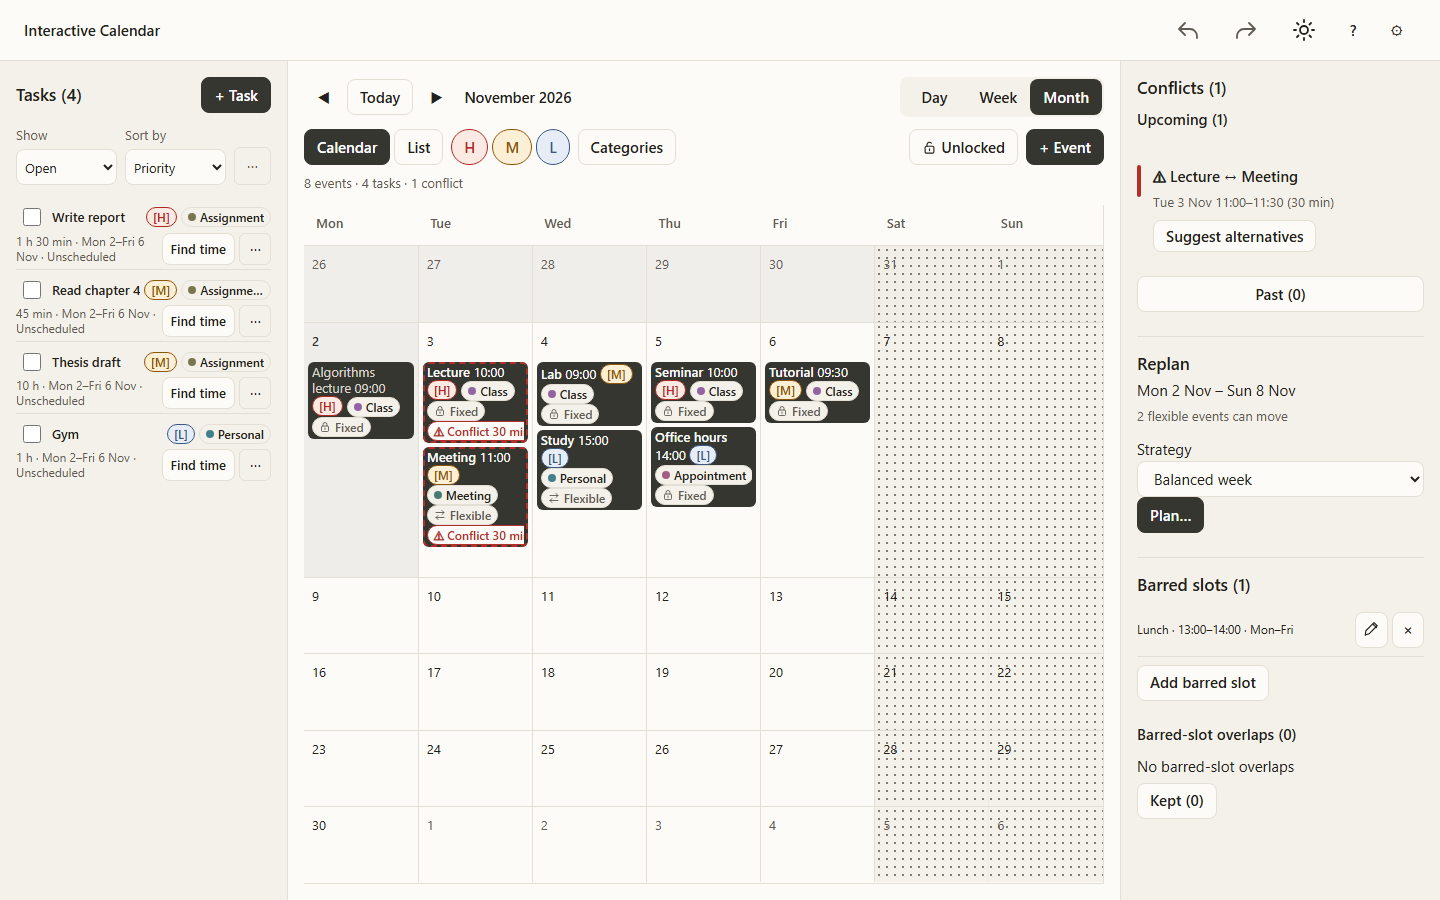 Interactive Calendar
?
Tasks (4)
+ Task
Show
Sort by
Open
Priority
...
Write report [H] Assignment
1 h 30 min · Mon 2–Fri 6
Nov · Unscheduled
Find time
...
Read chapter 4 [M] Assignme...
45 min · Mon 2–Fri 6 Nov ·
Unscheduled
Find time
...
Thesis draft [M] Assignment
10 h · Mon 2–Fri 6 Nov ·
Unscheduled
Find time
...
Gym [L] Personal
1 h · Mon 2–Fri 6 Nov ·
Unscheduled
Find time
...
Today
November 2026
Day
Week
Month
Calendar
List
H
M
L
Categories
Unlocked
+ Event
8 events · 4 tasks · 1 conflict
Mon Tue Wed Thu Fri Sat Sun
26 27 28 29 30 31 1
2
Algorithms
lecture 09:00
[H] Class
Fixed
3
Lecture 10:00
[H] Class
Fixed
⚠ Conflict 30 mi
Meeting 11:00
[M]
Meeting
Flexible
⚠ Conflict 30 mi
4
Lab 09:00 [M]
Class
Fixed
Study 15:00
[L]
Personal
Flexible
5
Seminar 10:00
[H] Class
Fixed
Office hours
14:00 [L]
Appointment
Fixed
6
Tutorial 09:30
[M] Class
Fixed
7
8
9 10 11 12 13 14 15
16 17 18 19 20 21 22
23 24 25 26 27 28 29
30 1 2 3 4 5 6
Conflicts (1)
Upcoming (1)
⚠ Lecture ↔ Meeting
Tue 3 Nov 11:00–11:30 (30 min)
Suggest alternatives
Past (0)
Replan
Mon 2 Nov – Sun 8 Nov
2 flexible events can move
Strategy
Balanced week
Plan...
Barred slots (1)
Lunch · 13:00–14:00 · Mon–Fri
×
Add barred slot
Barred-slot overlaps (0)
No barred-slot overlaps
Kept (0)